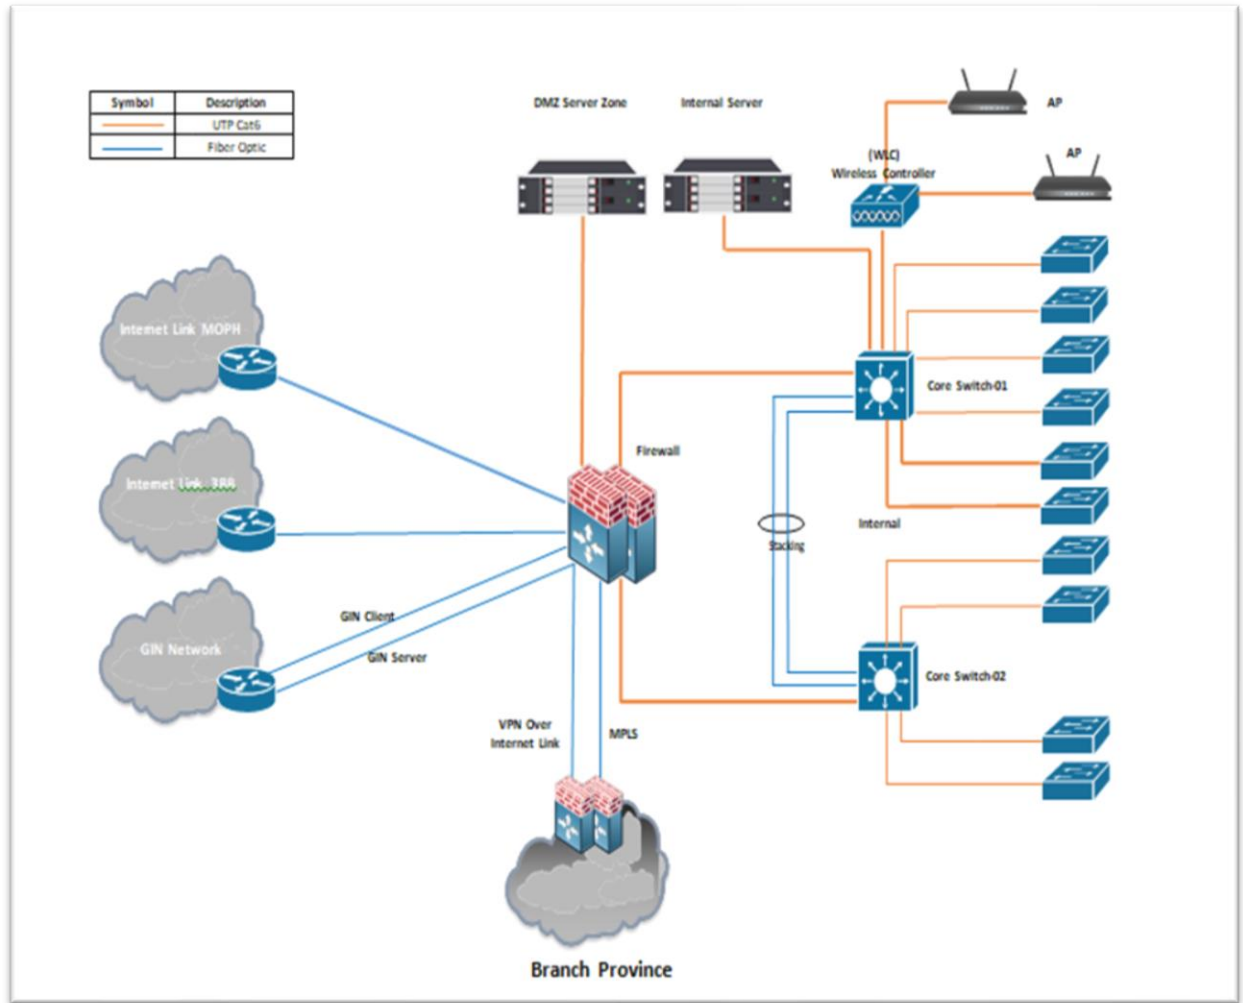 Symbol Description
UTP Cat6
Fiber Optic
DMZ Server Zone
Internal Server
AP
AP
(WLC)
Wireless Controller
Internet Link MOPH
Core Switch-01
Firewall
Internet Link
Internal
Stacking
GIN Client
GIN Network
GIN Server
Core Switch-02
VPN Over
Internet Link
MPLS
Branch Province